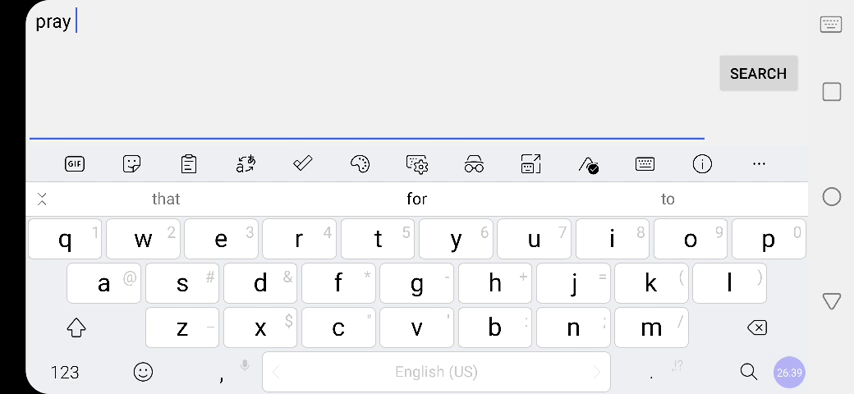 pray
SEARCH
GIF
that for to
q 1 w 2 e 3 r 4 t 5 y 6 u 7 i 8 o 9 p 0
a @ s # d & f * g - h + j = k ( l )
z _ x $ c " v ' b : n ; m /
123 , English (US) . ,!? 26:39